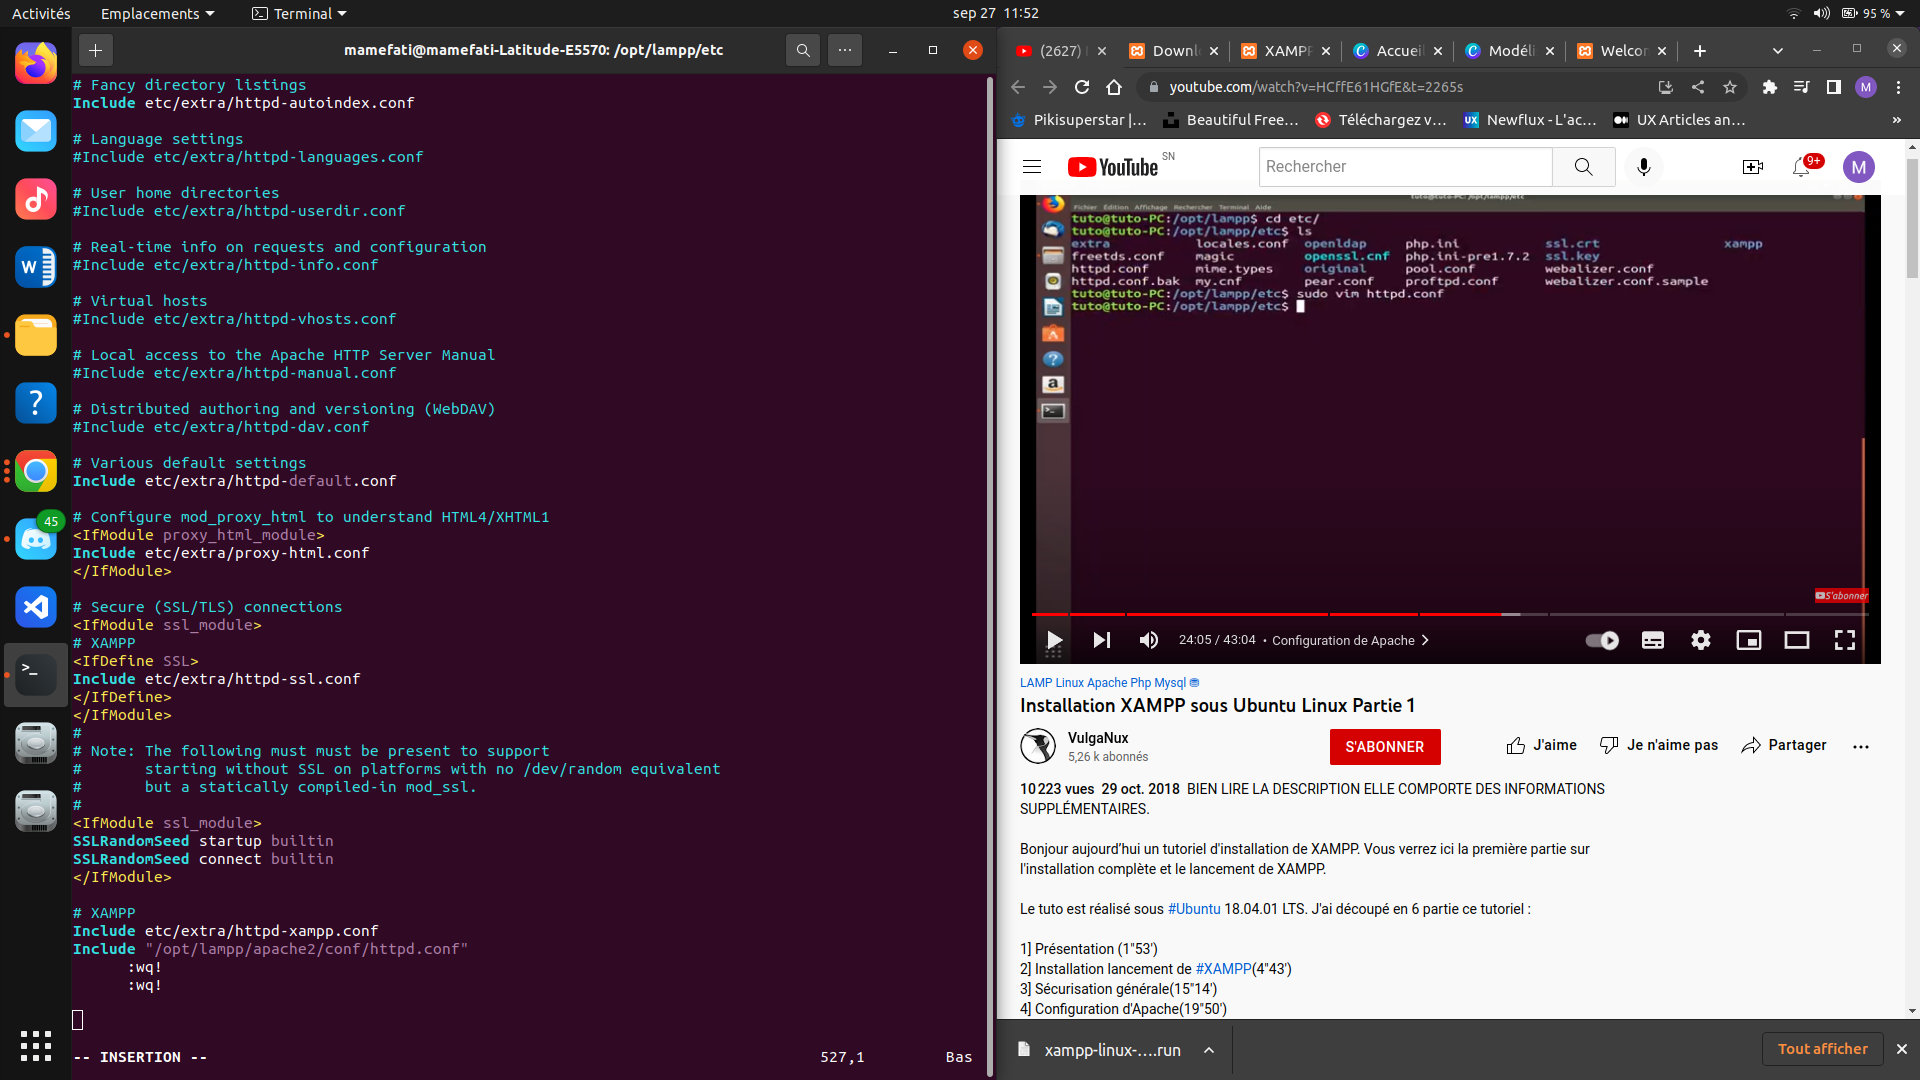 Activités
Emplacements
Terminal
sep 27 11:52
95 %
mamefati@mamefati-Latitude-E5570: /opt/lampp/etc
# Fancy directory listings
Include etc/extra/httpd-autoindex.conf
# Language settings
#Include etc/extra/httpd-languages.conf
# User home directories
#Include etc/extra/httpd-userdir.conf
# Real-time info on requests and configuration
#Include etc/extra/httpd-info.conf
# Virtual hosts
#Include etc/extra/httpd-vhosts.conf
# Local access to the Apache HTTP Server Manual
#Include etc/extra/httpd-manual.conf
# Distributed authoring and versioning (WebDAV)
#Include etc/extra/httpd-dav.conf
# Various default settings
Include etc/extra/httpd-default.conf
# Configure mod_proxy_html to understand HTML4/XHTML1
<IfModule proxy_html_module>
Include etc/extra/proxy-html.conf
</IfModule>
# Secure (SSL/TLS) connections
<IfModule ssl_module>
# XAMPP
<IfDefine SSL>
Include etc/extra/httpd-ssl.conf
</IfDefine>
</IfModule>
#
# Note: The following must must be present to support
#       starting without SSL on platforms with no /dev/random equivalent
#       but a statically compiled-in mod_ssl.
#
<IfModule ssl_module>
SSLRandomSeed startup builtin
SSLRandomSeed connect builtin
</IfModule>
# XAMPP
Include etc/extra/httpd-xampp.conf
Include "/opt/lampp/apache2/conf/httpd.conf"
:wq!
:wq!
-- INSERTION --
527,1
Bas
45
(2627)
Downl
XAMPP
Accueil
Modéli
Welcom
youtube.com/watch?v=HCffE61HGfE&t=2265s
M
Pikisuperstar |...
Beautiful Free...
Téléchargez v...
Newflux - L'ac...
UX Articles an...
»
YouTube SN
Rechercher
9+
M
Fichier Édition Affichage Rechercher Terminal Aide
tuto@tuto-PC:/opt/lampp$ cd etc/
tuto@tuto-PC:/opt/lampp/etc$ ls
extra locales.conf openldap php.ini ssl.crt xampp
freetds.conf magic openssl.cnf php.ini-pre1.7.2 ssl.key
httpd.conf mime.types original pool.conf webalizer.conf
httpd.conf.bak my.cnf pear.conf proftpd.conf webalizer.conf.sample
tuto@tuto-PC:/opt/lampp/etc$ sudo vim httpd.conf
tuto@tuto-PC:/opt/lampp/etc$
S'abonner
24:05 / 43:04 • Configuration de Apache
LAMP Linux Apache Php Mysql
Installation XAMPP sous Ubuntu Linux Partie 1
VulgaNux
5,26 k abonnés
S'ABONNER
J'aime
Je n'aime pas
Partager
10 223 vues 29 oct. 2018 BIEN LIRE LA DESCRIPTION ELLE COMPORTE DES INFORMATIONS
SUPPLÉMENTAIRES.
Bonjour aujourd'hui un tutoriel d'installation de XAMPP. Vous verrez ici la première partie sur
l'installation complète et le lancement de XAMPP.
Le tuto est réalisé sous #Ubuntu 18.04.01 LTS. J'ai découpé en 6 partie ce tutoriel :
1] Présentation (1"53')
2] Installation lancement de #XAMPP(4"43')
3] Sécurisation générale(15"14')
4] Configuration d'Apache(19"50')
xampp-linux-....run
Tout afficher